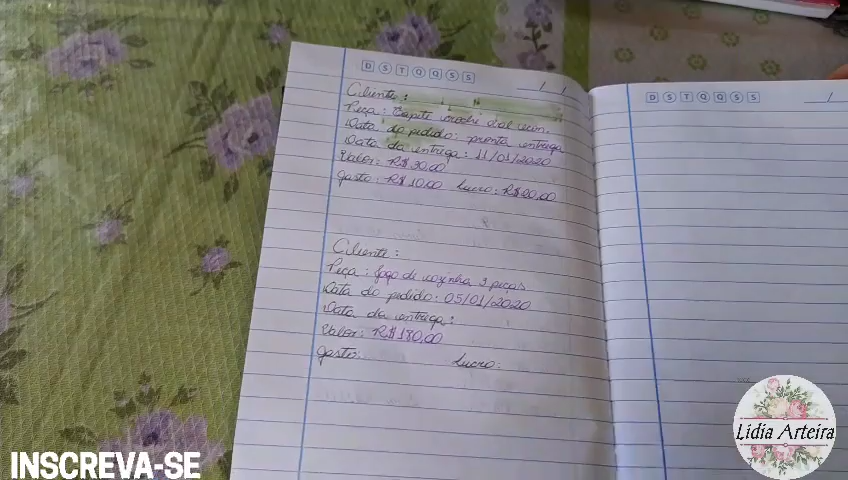 D S T Q Q S S
/ /
Cliente:
Peça: Tapete oval
Data do pedido: pronta entrega
Data da entrega: 11/01/2020
Valor: R$30,00
gasto: R$10,00 Lucro: R$20,00
Cliente:
Peça: Jogo de cozinha 3 peças
Data do pedido: 05/01/2020
Data da entrega:
Valor: R$180,00
gasto: Lucro:
D S T Q Q S S
/
Lidia Arteira
INSCREVA-SE